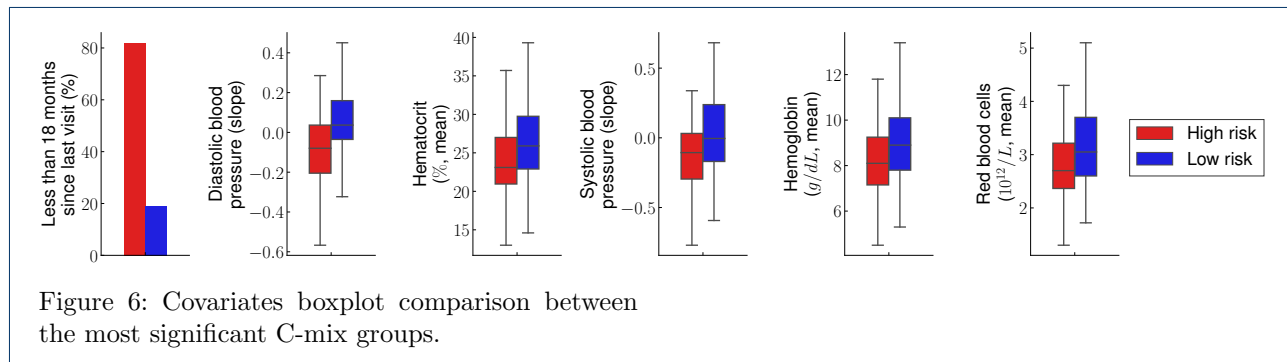 Less than 18 months
since last visit (%)
80
60
40
20
0
Diastolic blood
pressure (slope)
0.4
0.2
0.0
−0.2
−0.4
−0.6
Hematocrit
(%, mean)
40
35
30
25
20
15
Systolic blood
pressure (slope)
0.5
0.0
−0.5
Hemoglobin
(g/dL, mean)
12
10
8
6
Red blood cells
(10¹²/L, mean)
5
4
3
2
High risk
Low risk
Figure 6: Covariates boxplot comparison between
the most significant C-mix groups.